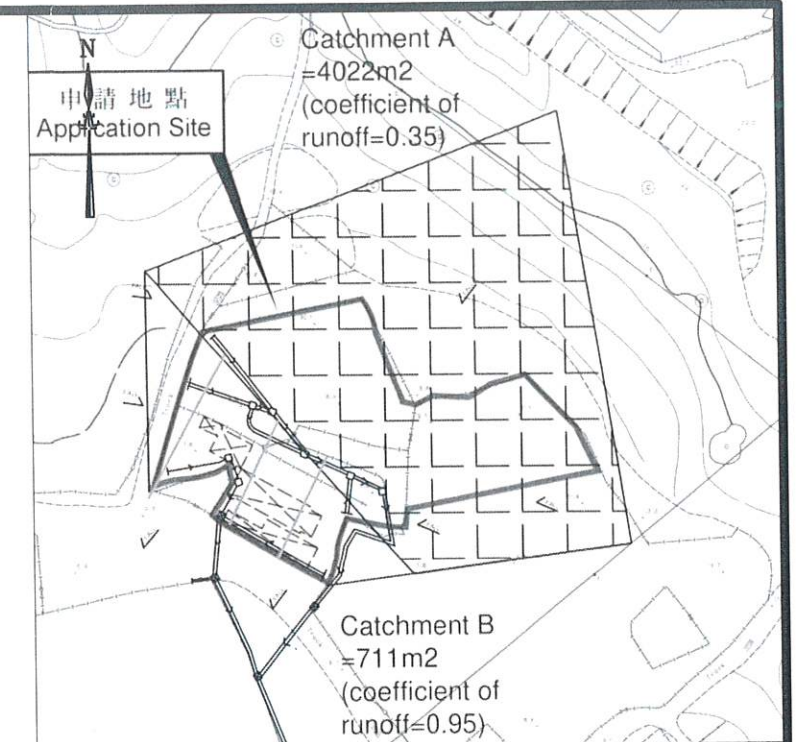 N
申請地點
Application Site
Catchment A
=4022m2
(coefficient of
runoff=0.35)
Catchment B
=711m2
(coefficient of
runoff=0.95)